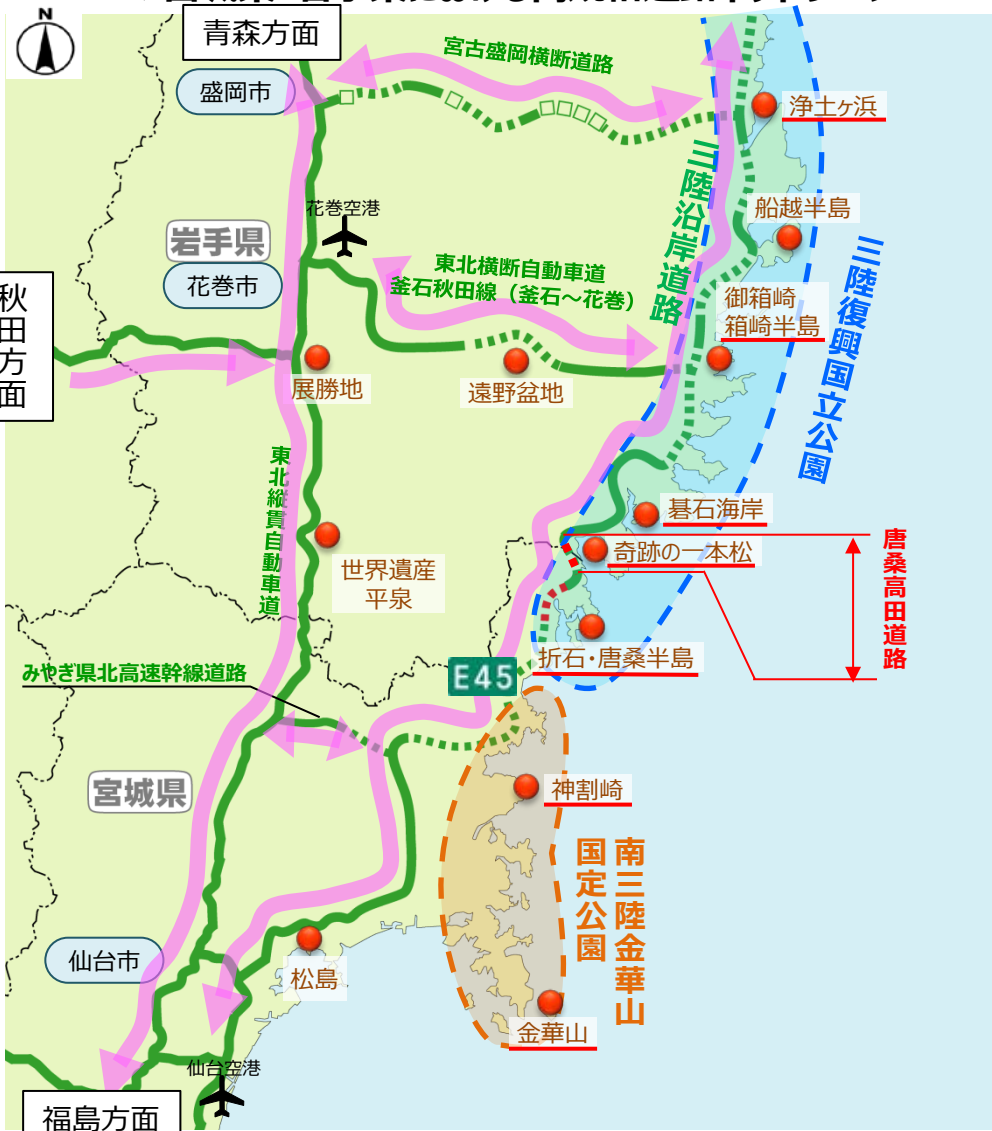 N
青森方面
盛岡市
宮古盛岡横断道路
浄土ヶ浜
三陸沿岸道路
船越半島
花巻空港
岩手県
花巻市
東北横断自動車道
釜石秋田線（釜石～花巻）
秋田方面
御箱崎
箱崎半島
三陸復興国立公園
展勝地
遠野盆地
東北縦貫自動車道
碁石海岸
奇跡の一本松
唐桑高田道路
世界遺産
平泉
折石・唐桑半島
みやぎ県北高速幹線道路
E45
宮城県
神割崎
南三陸金華山
国定公園
仙台市
松島
金華山
仙台空港
福島方面